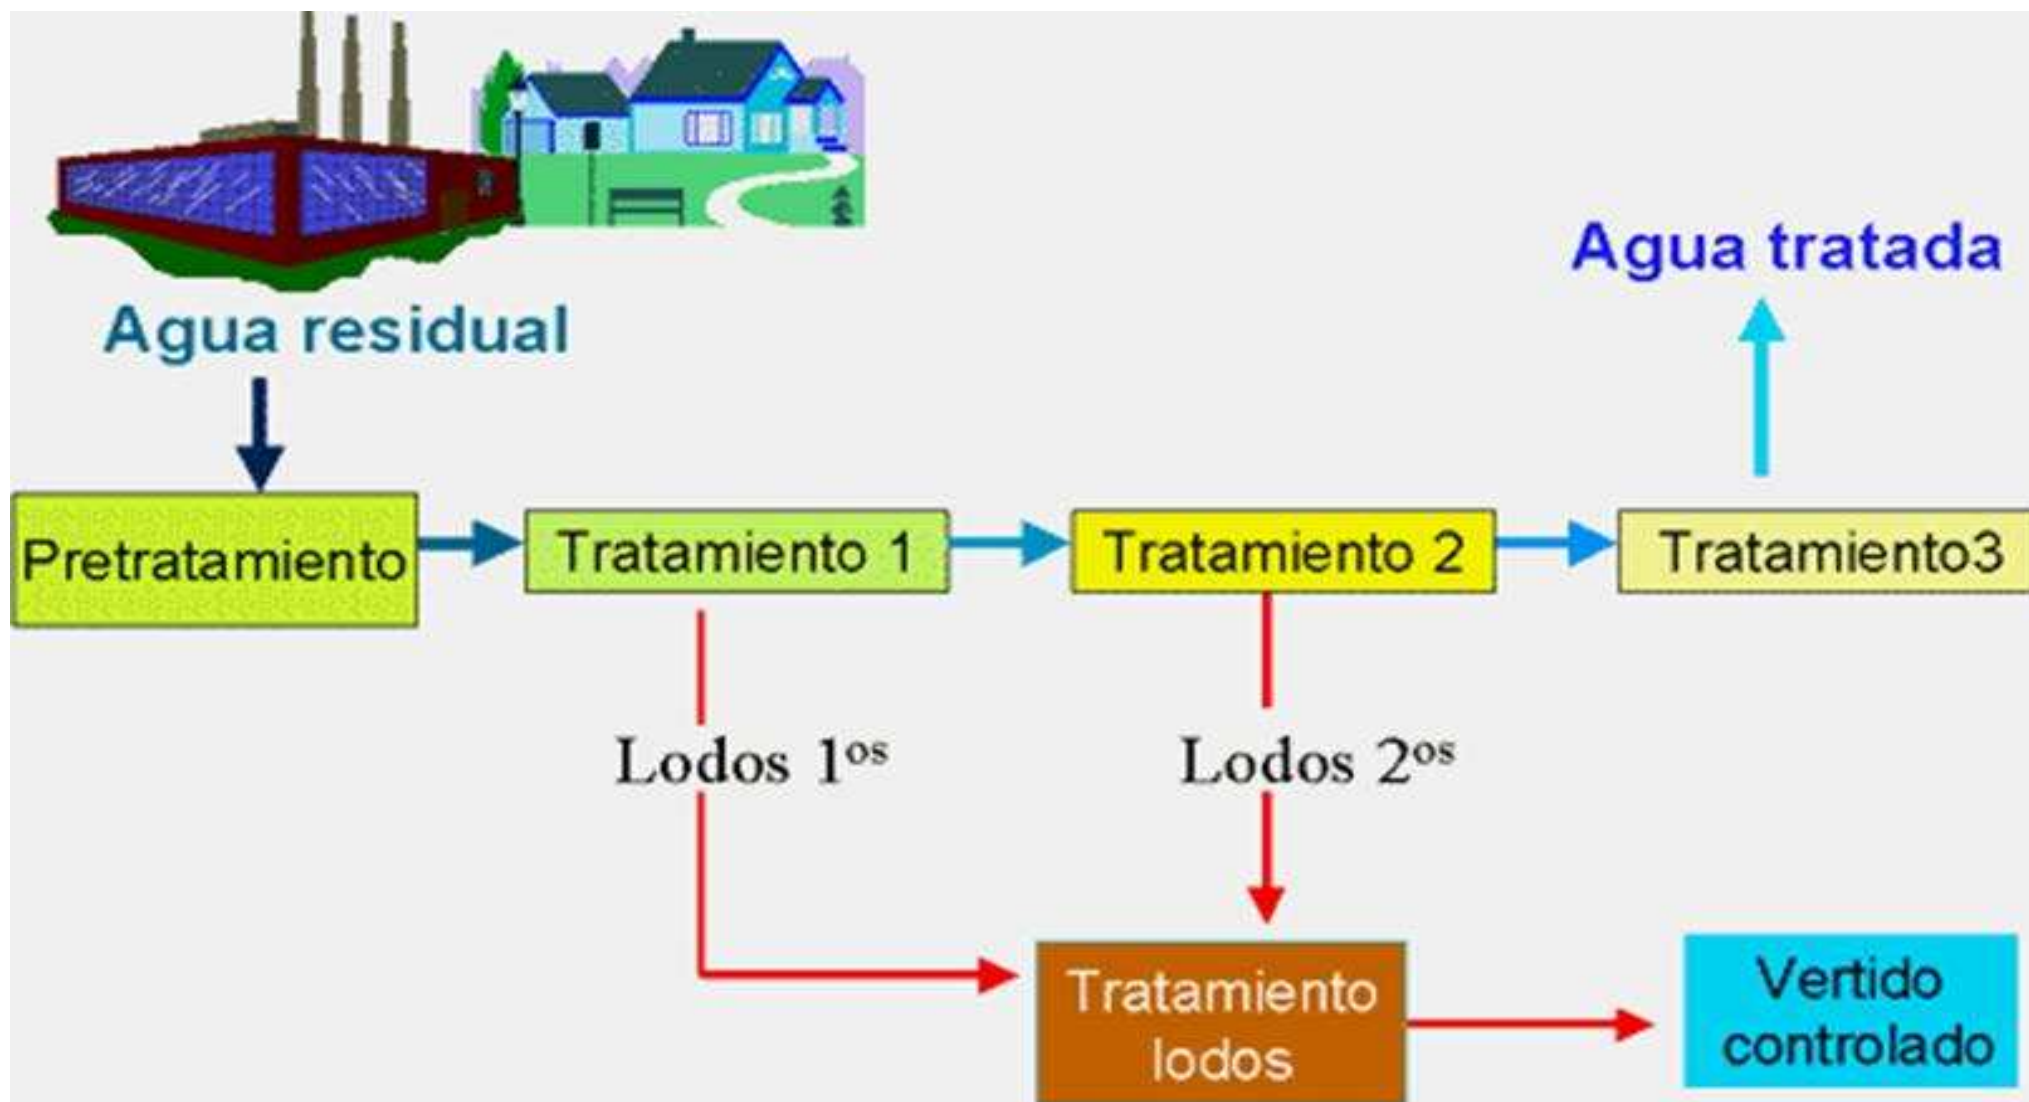 Agua residual
Agua tratada
Pretratamiento
Tratamiento 1
Tratamiento 2
Tratamiento3
Lodos 1ᵒˢ
Lodos 2ᵒˢ
Tratamiento
lodos
Vertido
controlado